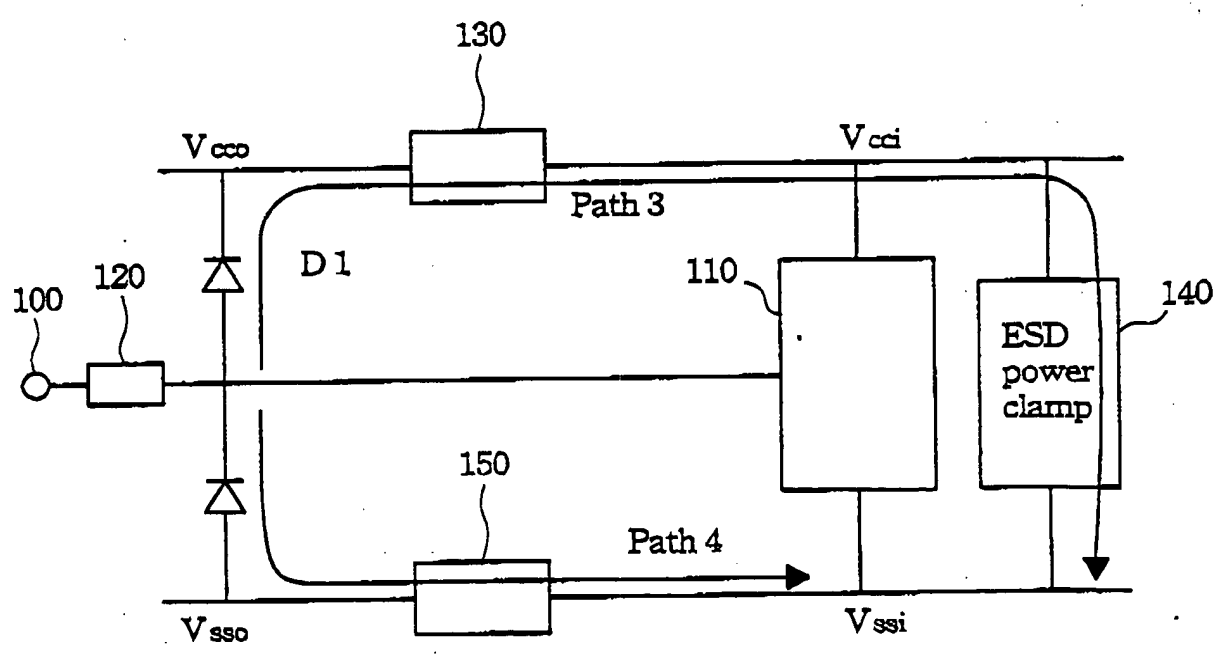 130
Vcco
Vcci
Path 3
D1
110
120
100
140
ESD
power
clamp
150
Path 4
Vsso
Vssi